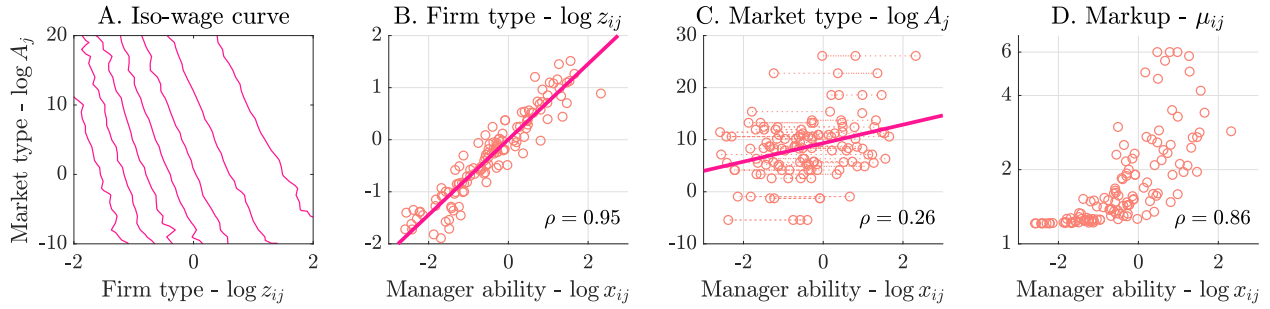 A. Iso-wage curve
Market type - log A_j
20
10
0
-10
-2
0
2
Firm type - log z_ij
B. Firm type - log z_ij
2
1
0
-1
-2
ρ = 0.95
-2
0
2
Manager ability - log x_ij
C. Market type - log A_j
30
20
10
0
-10
ρ = 0.26
-2
0
2
Manager ability - log x_ij
D. Markup - μ_ij
6
4
2
1
ρ = 0.86
-2
0
2
Manager ability - log x_ij